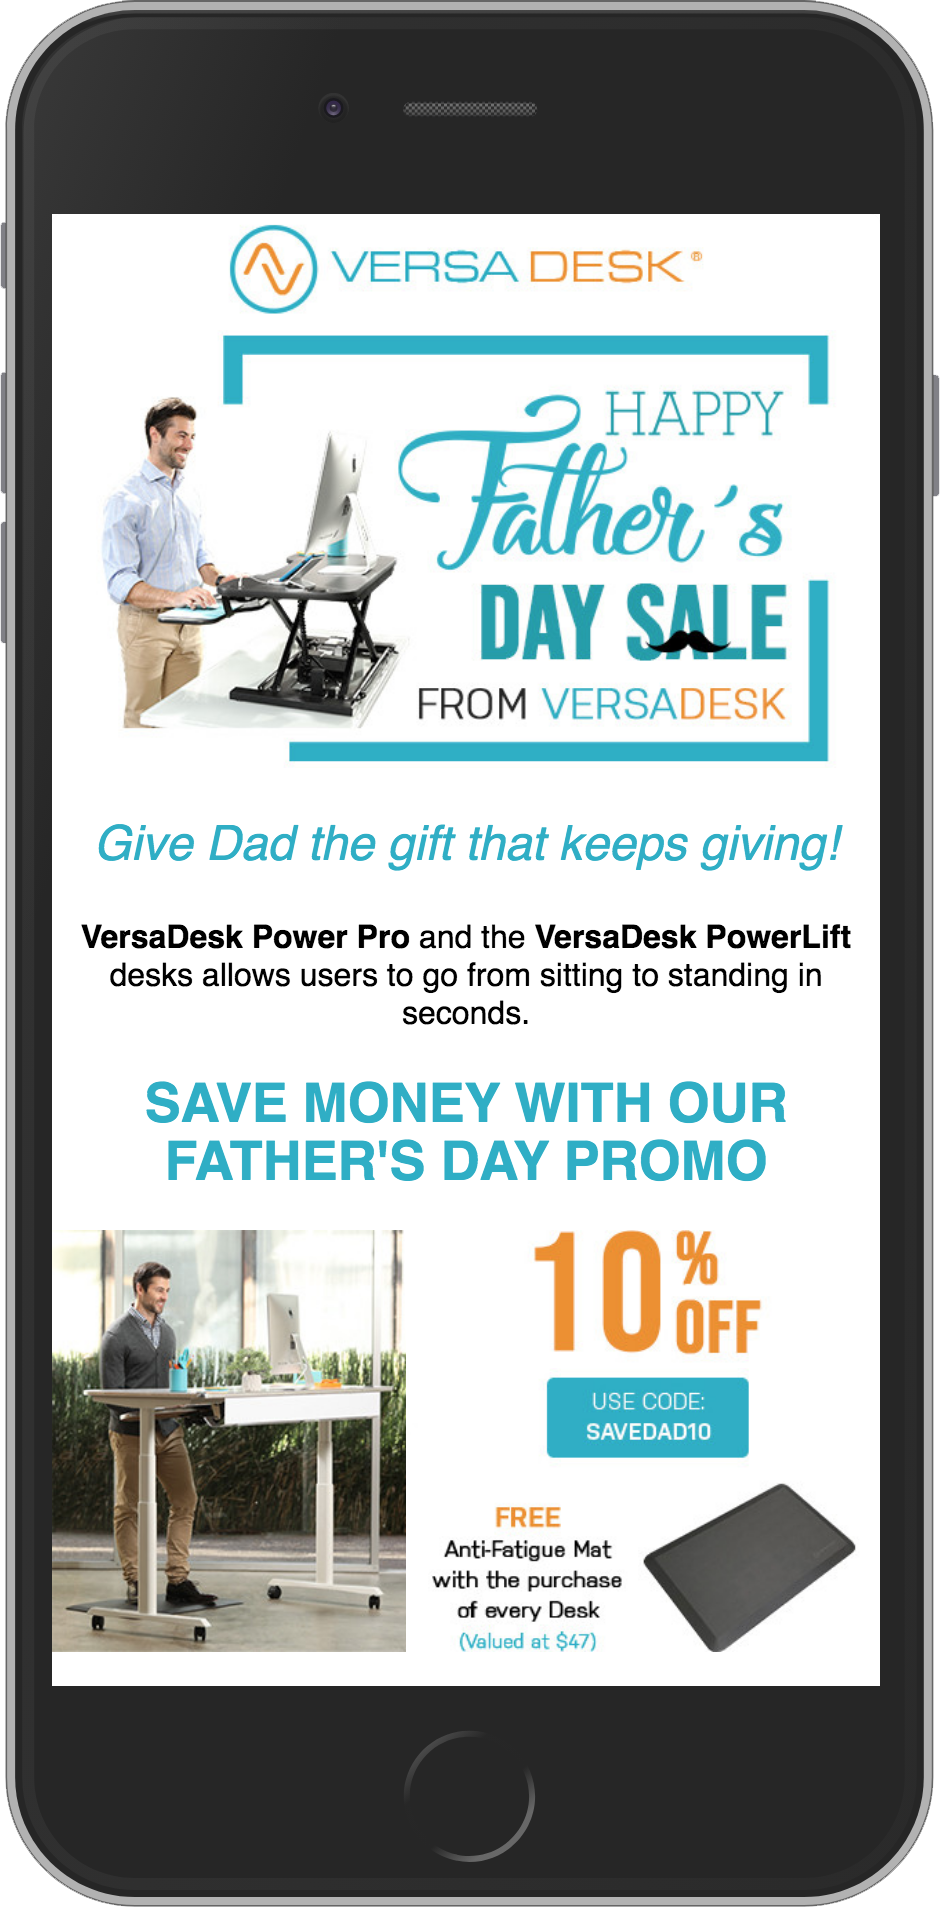 VERSA DESK®
HAPPY
Father's
DAY SALE
FROM VERSADESK
Give Dad the gift that keeps giving!
VersaDesk Power Pro and the VersaDesk PowerLift
desks allows users to go from sitting to standing in
seconds.
SAVE MONEY WITH OUR
FATHER'S DAY PROMO
10%
OFF
USE CODE:
SAVEDAD10
FREE
Anti-Fatigue Mat
with the purchase
of every Desk
(Valued at $47)